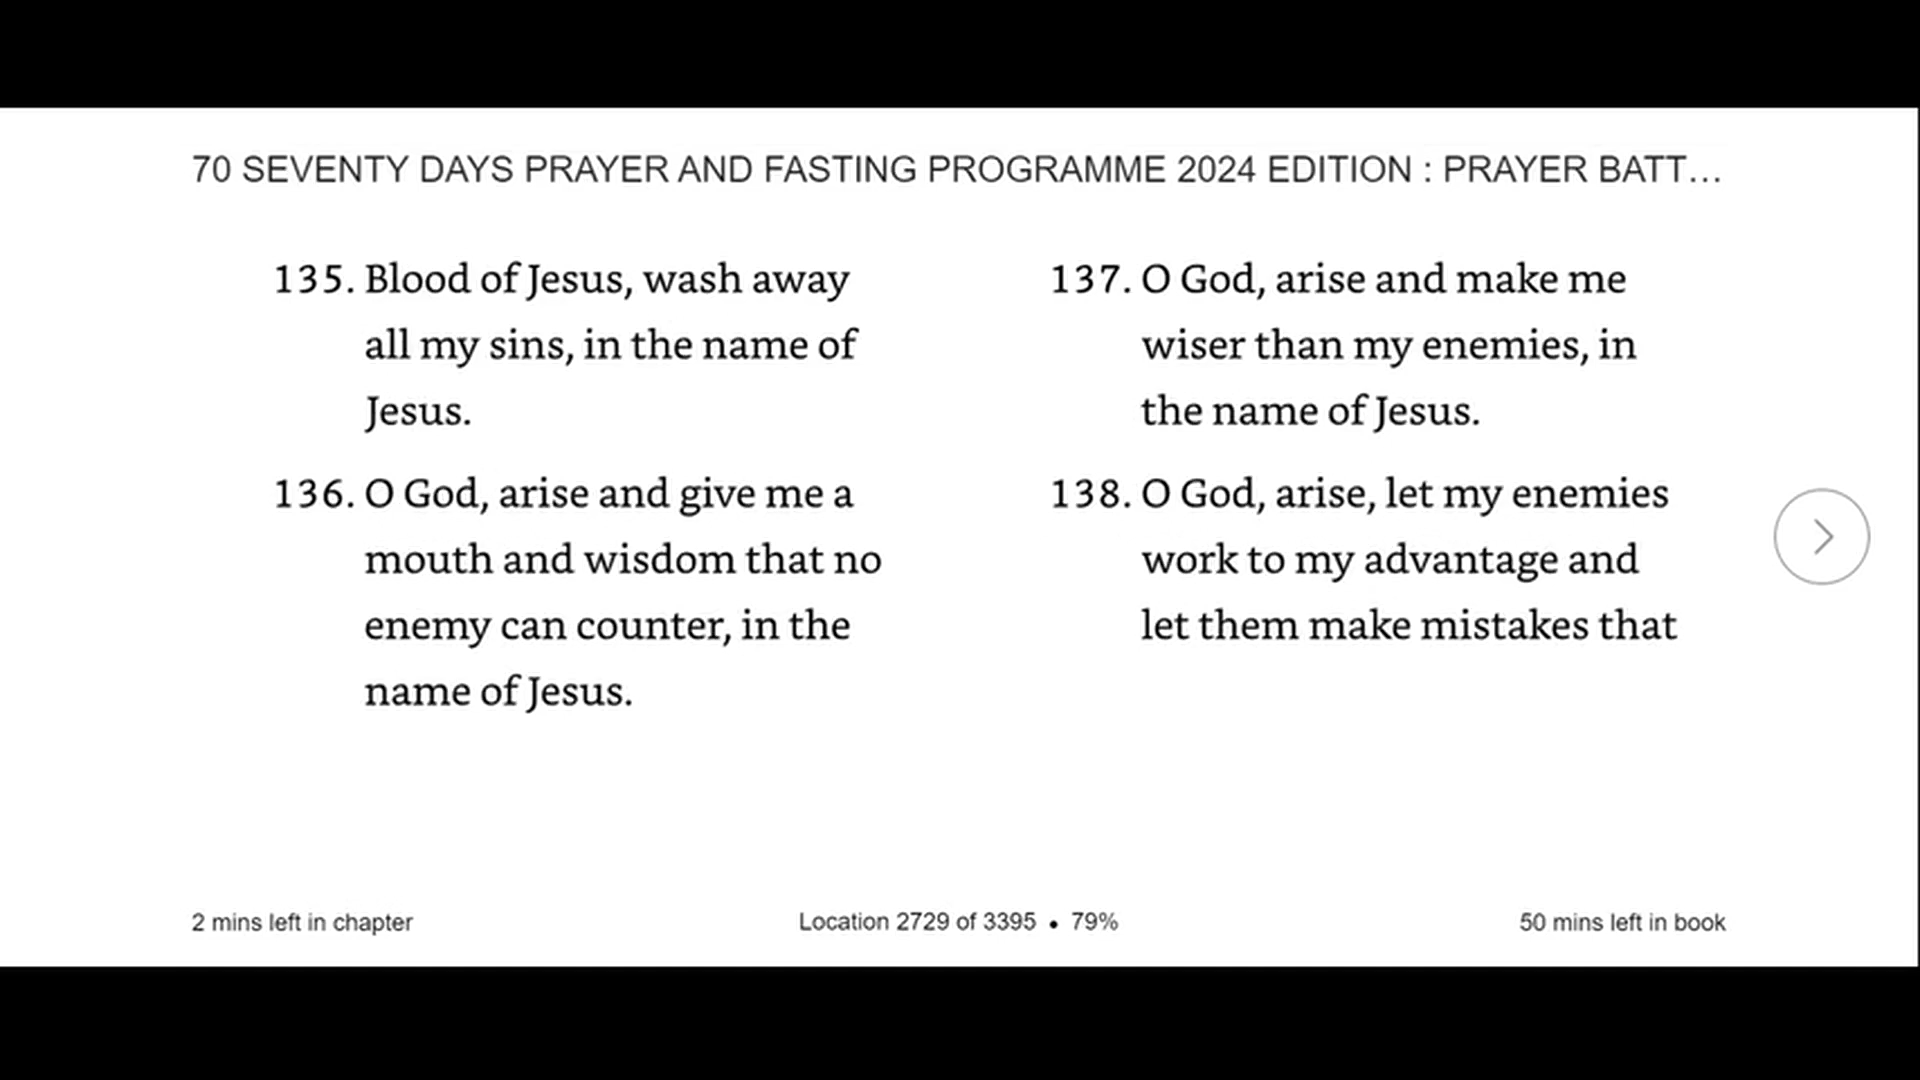 70 SEVENTY DAYS PRAYER AND FASTING PROGRAMME 2024 EDITION : PRAYER BATT...
135. Blood of Jesus, wash away
all my sins, in the name of
Jesus.
136. O God, arise and give me a
mouth and wisdom that no
enemy can counter, in the
name of Jesus.
137. O God, arise and make me
wiser than my enemies, in
the name of Jesus.
138. O God, arise, let my enemies
work to my advantage and
let them make mistakes that
2 mins left in chapter
Location 2729 of 3395 • 79%
50 mins left in book